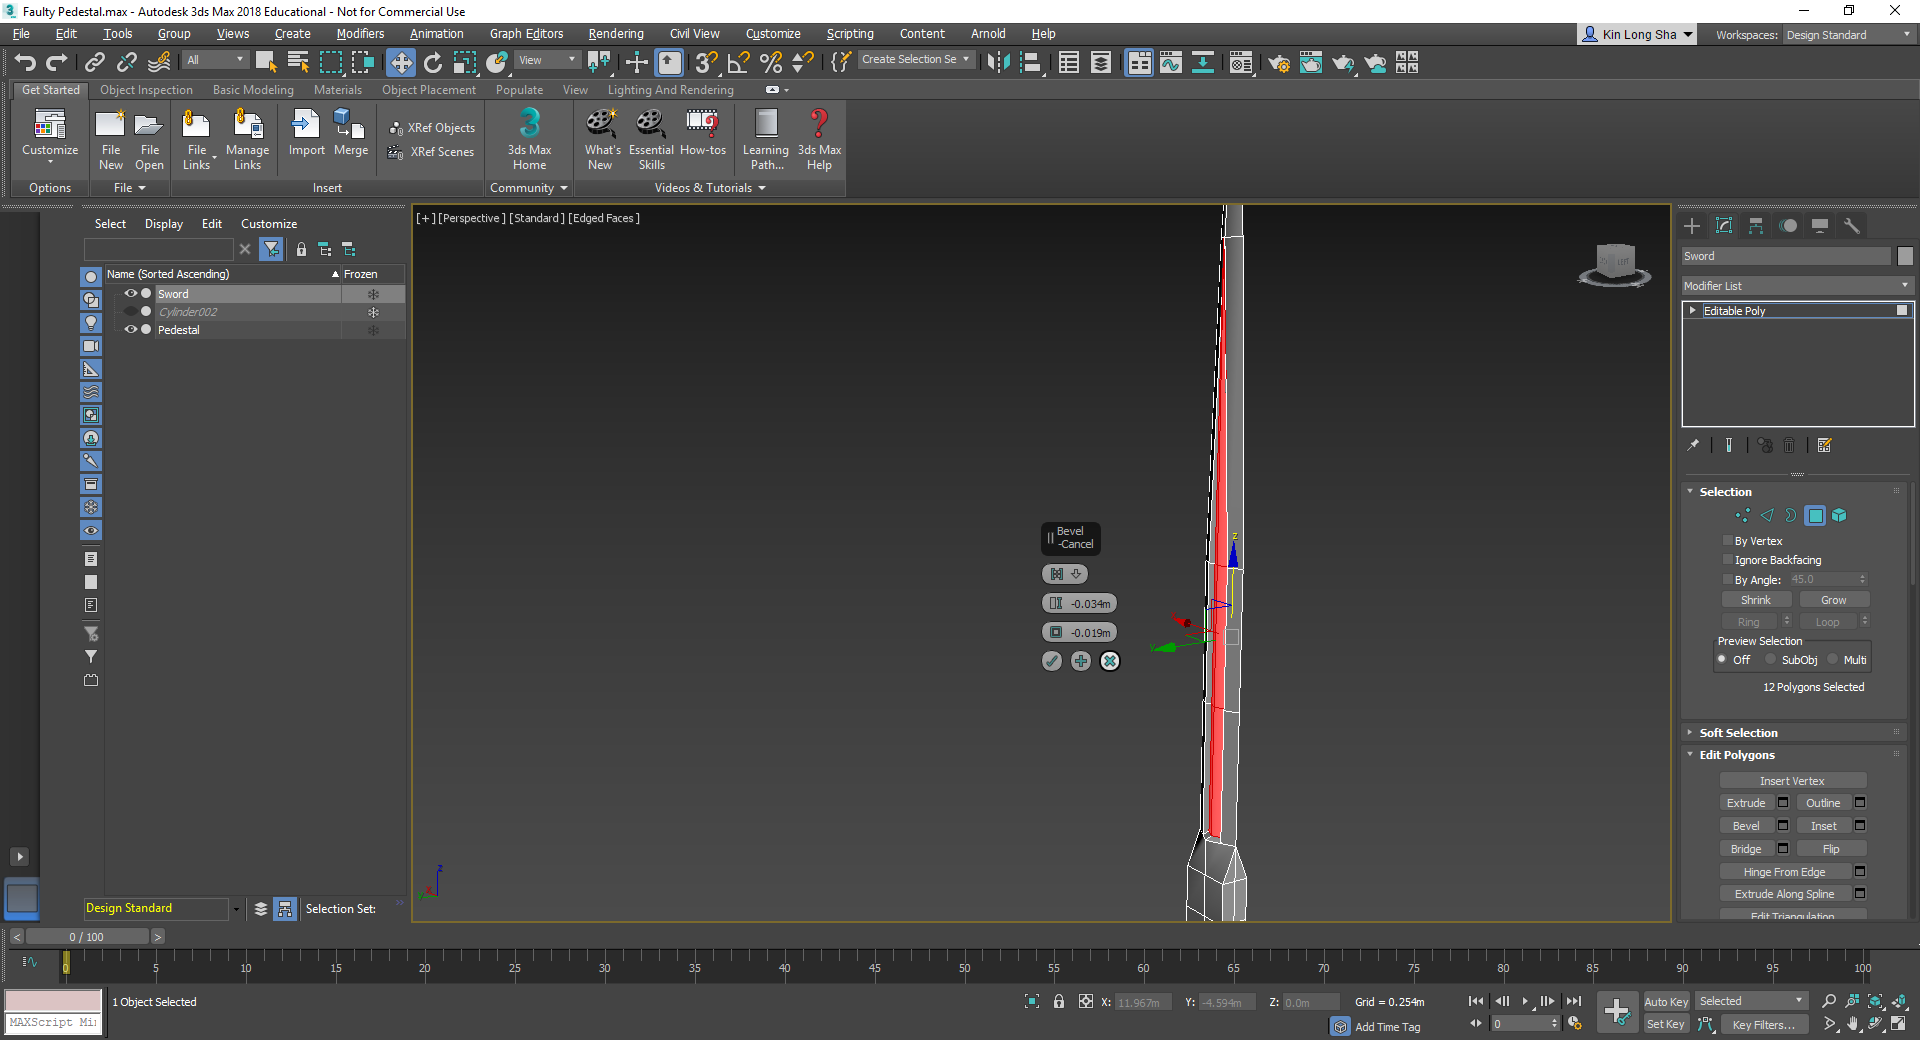 Faulty Pedestal.max - Autodesk 3ds Max 2018 Educational - Not for Commercial Use
File Edit Tools Group Views Create Modifiers Animation Graph Editors Rendering Civil View Customize Scripting Content Arnold Help
Kin Long Sha
Workspaces: Design Standard
All
View
Create Selection Se
Get Started Object Inspection Basic Modeling Materials Object Placement Populate View Lighting And Rendering
Customize
File New
File Open
File Links
Manage Links
Import
Merge
XRef Objects
XRef Scenes
3ds Max Home
What's New
Essential Skills
How-tos
Learning Path...
3ds Max Help
Options
File
Insert
Community
Videos & Tutorials
Select Display Edit Customize
Name (Sorted Ascending) Frozen
Sword
Cylinder002
Pedestal
[+] [Perspective] [Standard] [Edged Faces]
Bevel
-Cancel
-0.034m
-0.019m
z
y
z
Sword
Modifier List
Editable Poly
Selection
By Vertex
Ignore Backfacing
By Angle: 45.0
Shrink Grow
Ring Loop
Preview Selection
Off SubObj Multi
12 Polygons Selected
Soft Selection
Edit Polygons
Insert Vertex
Extrude Outline
Bevel Inset
Bridge Flip
Hinge From Edge
Extrude Along Spline
Edit Triangulation
Design Standard
Selection Set:
0 / 100
0 5 10 15 20 25 30 35 40 45 50 55 60 65 70 75 80 85 90 95 100
1 Object Selected
X: 11.967m Y: -4.594m Z: 0.0m Grid = 0.254m
Auto Key Selected
MAXScript Mi
Add Time Tag
0
Set Key Key Filters...